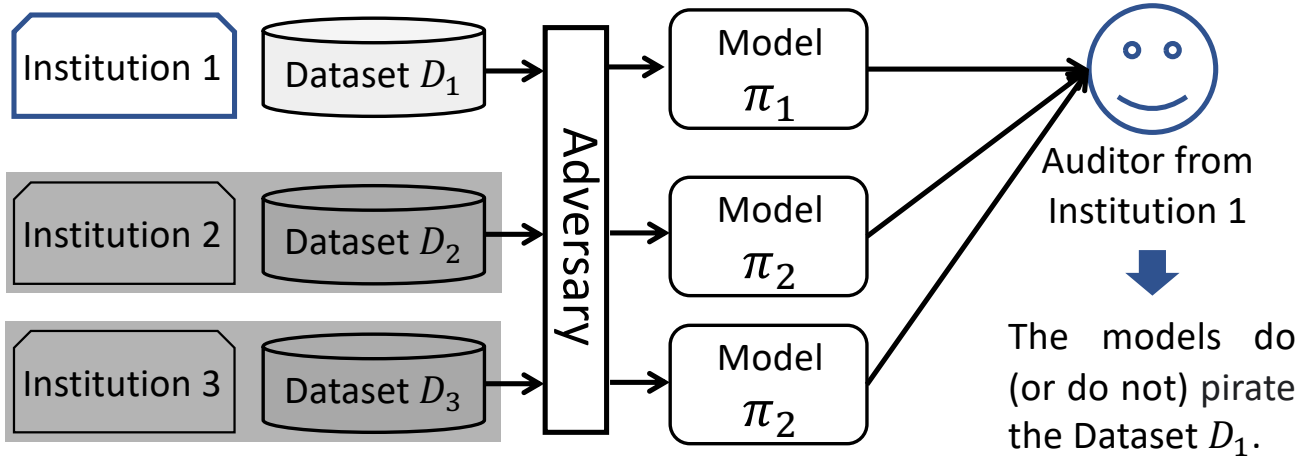 Institution 1
Dataset D₁
Model
π₁
Institution 2
Dataset D₂
Model
π₂
Institution 3
Dataset D₃
Model
π₂
Adversary
Auditor from
Institution 1
The models do
(or do not) pirate
the Dataset D₁.